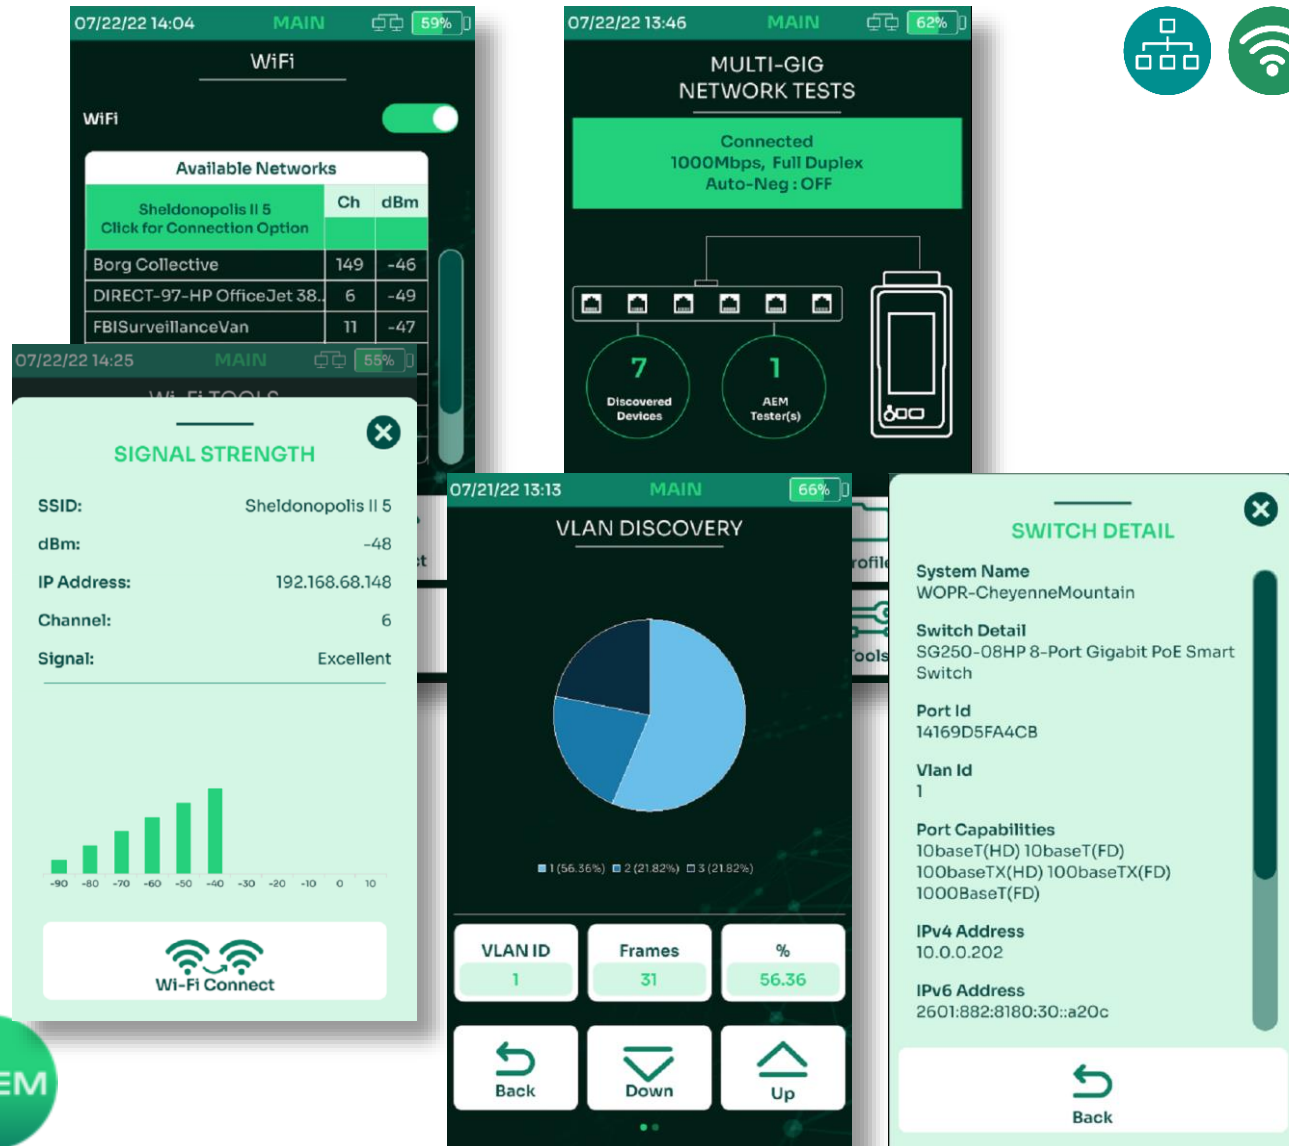 07/22/22 14:04 MAIN 59%
WiFi
WiFi
Available Networks
Sheldonopolis II 5
Click for Connection Option
Ch dBm
Borg Collective 149 -46
DIRECT-97-HP OfficeJet 38.. 6 -49
FBISurveillanceVan 11 -47
07/22/22 13:46 MAIN 62%
MULTI-GIG
NETWORK TESTS
Connected
1000Mbps, Full Duplex
Auto-Neg : OFF
7
Discovered
Devices
1
AEM
Tester(s)
07/22/22 14:25 MAIN 55%
Wi-Fi TOOLS
SIGNAL STRENGTH
SSID: Sheldonopolis II 5
dBm: -48
IP Address: 192.168.68.148
Channel: 6
Signal: Excellent
-90 -80 -70 -60 -50 -40 -30 -20 -10 0 10
Wi-Fi Connect
07/21/22 13:13 MAIN 66%
VLAN DISCOVERY
1 (56.36%) 2 (21.82%) 3 (21.82%)
VLAN ID Frames %
1 31 56.36
Back Down Up
SWITCH DETAIL
System Name
WOPR-CheyenneMountain
Switch Detail
SG250-08HP 8-Port Gigabit PoE Smart
Switch
Port Id
14169D5FA4CB
Vlan Id
1
Port Capabilities
10baseT(HD) 10baseT(FD)
100baseTX(HD) 100baseTX(FD)
1000BaseT(FD)
IPv4 Address
10.0.0.202
IPv6 Address
2601:882:8180:30::a20c
Back